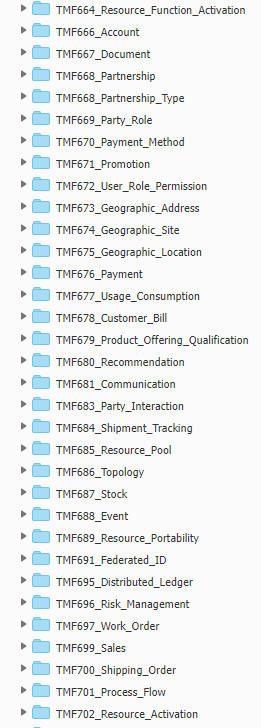 TMF664_Resource_Function_Activation
TMF666_Account
TMF667_Document
TMF668_Partnership
TMF668_Partnership_Type
TMF669_Party_Role
TMF670_Payment_Method
TMF671_Promotion
TMF672_User_Role_Permission
TMF673_Geographic_Address
TMF674_Geographic_Site
TMF675_Geographic_Location
TMF676_Payment
TMF677_Usage_Consumption
TMF678_Customer_Bill
TMF679_Product_Offering_Qualification
TMF680_Recommendation
TMF681_Communication
TMF683_Party_Interaction
TMF684_Shipment_Tracking
TMF685_Resource_Pool
TMF686_Topology
TMF687_Stock
TMF688_Event
TMF689_Resource_Portability
TMF691_Federated_ID
TMF695_Distributed_Ledger
TMF696_Risk_Management
TMF697_Work_Order
TMF699_Sales
TMF700_Shipping_Order
TMF701_Process_Flow
TMF702_Resource_Activation